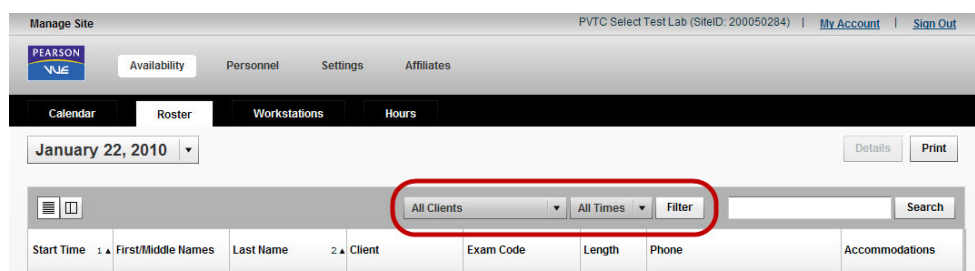 Manage Site PVTC Select Test Lab (SiteID: 200050284) | My Account | Sign Out
PEARSON
VUE
Availability Personnel Settings Affiliates
Calendar Roster Workstations Hours
January 22, 2010 Details Print
All Clients All Times Filter Search
Start Time 1 First/Middle Names Last Name 2 Client Exam Code Length Phone Accommodations